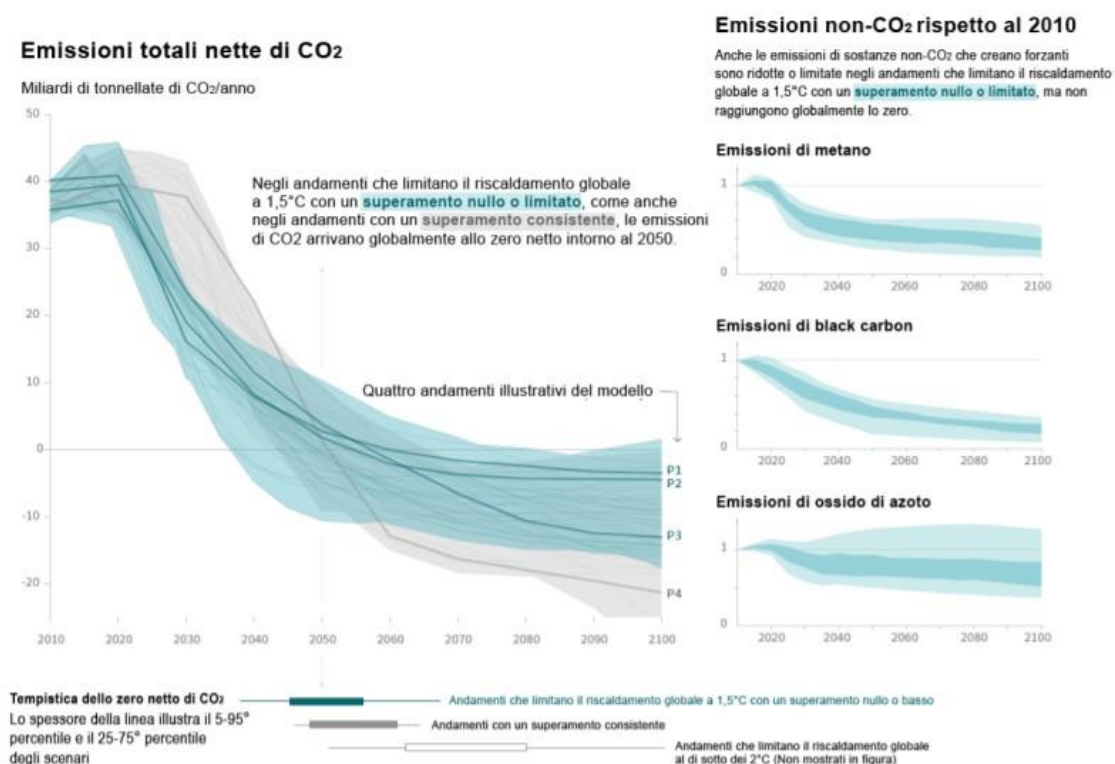 Emissioni totali nette di CO2
Miliardi di tonnellate di CO2/anno
50
40
30
20
10
0
-10
-20
2010
2020
2030
2040
2050
2060
2070
2080
2090
2100
Negli andamenti che limitano il riscaldamento globale
a 1,5°C con un superamento nullo o limitato, come anche
negli andamenti con un superamento consistente, le emissioni
di CO2 arrivano globalmente allo zero netto intorno al 2050.
Quattro andamenti illustrativi del modello
P1
P2
P3
P4
Emissioni non-CO2 rispetto al 2010
Anche le emissioni di sostanze non-CO2 che creano forzanti
sono ridotte o limitate negli andamenti che limitano il riscaldamento
globale a 1,5°C con un superamento nullo o limitato, ma non
raggiungono globalmente lo zero.
Emissioni di metano
1
0
2020
2040
2060
2080
2100
Emissioni di black carbon
1
0
2020
2040
2060
2080
2100
Emissioni di ossido di azoto
1
0
2020
2040
2060
2080
2100
Tempistica dello zero netto di CO2
Lo spessore della linea illustra il 5-95°
percentile e il 25-75° percentile
degli scenari
Andamenti che limitano il riscaldamento globale a 1,5°C con un superamento nullo o basso
Andamenti con un superamento consistente
Andamenti che limitano il riscaldamento globale
al di sotto dei 2°C (Non mostrati in figura)